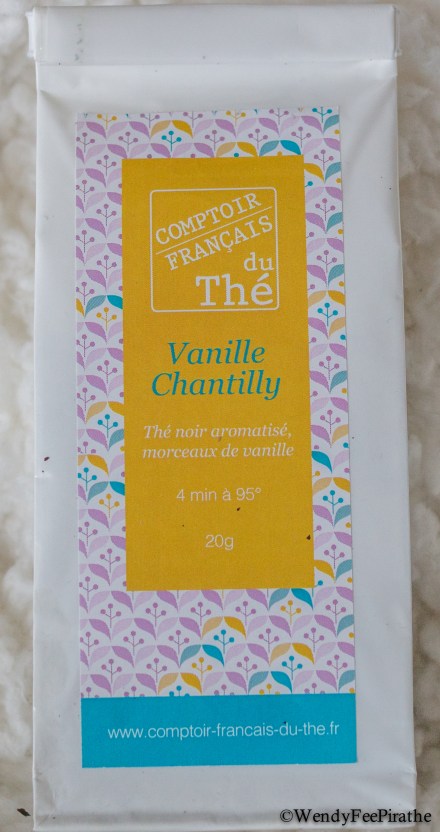 COMPTOIR
FRANÇAIS
du
Thé
Vanille
Chantilly
Thé noir aromatisé,
morceaux de vanille
4 min à 95°
20g
www.comptoir-francais-du-the.fr
©WendyFeePirathe